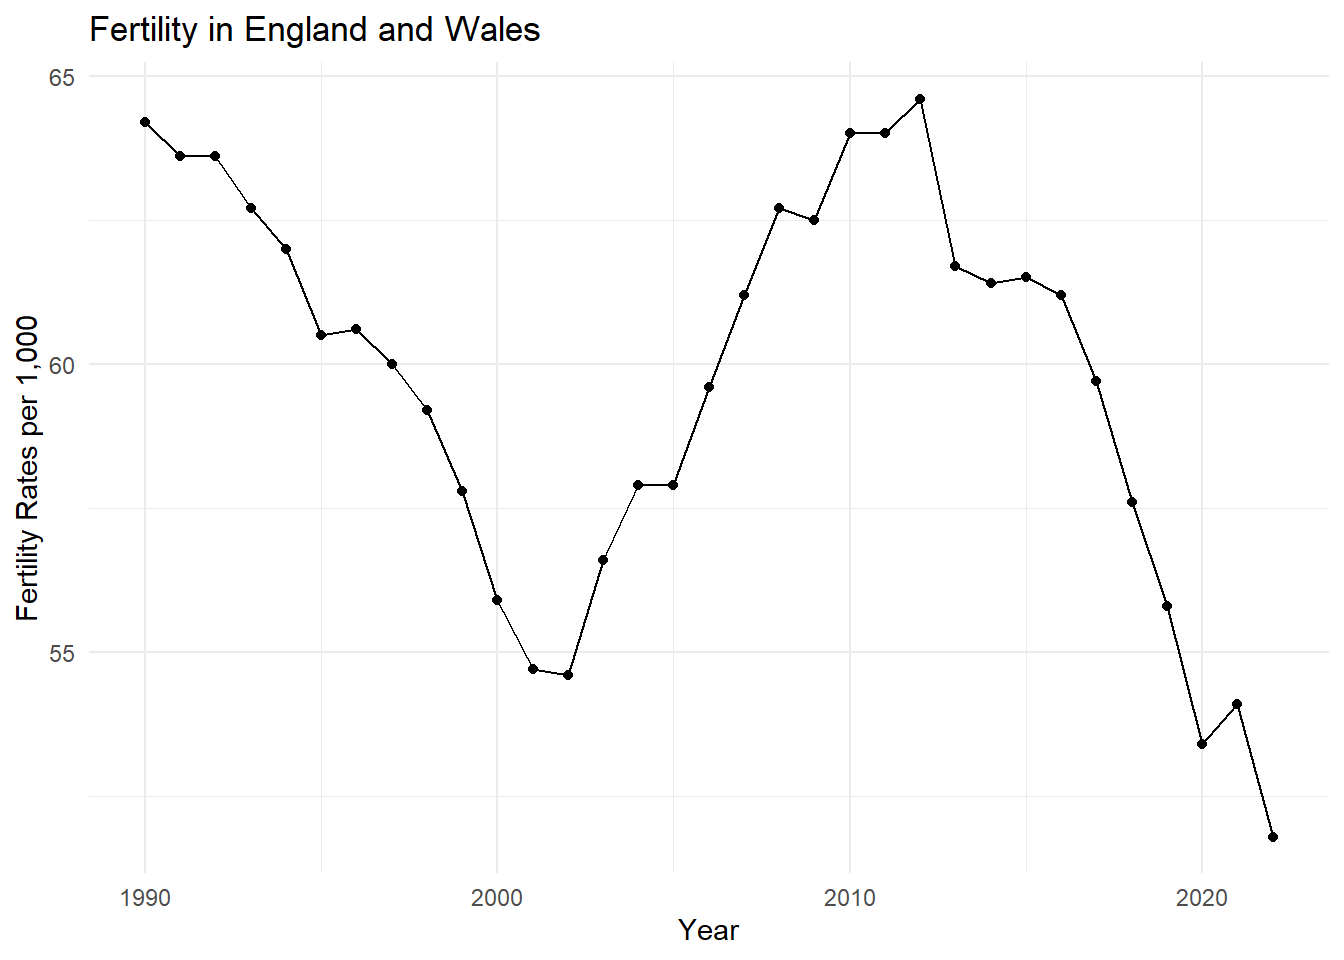 Fertility in England and Wales
65
60
55
Fertility Rates per 1,000
1990
2000
2010
2020
Year